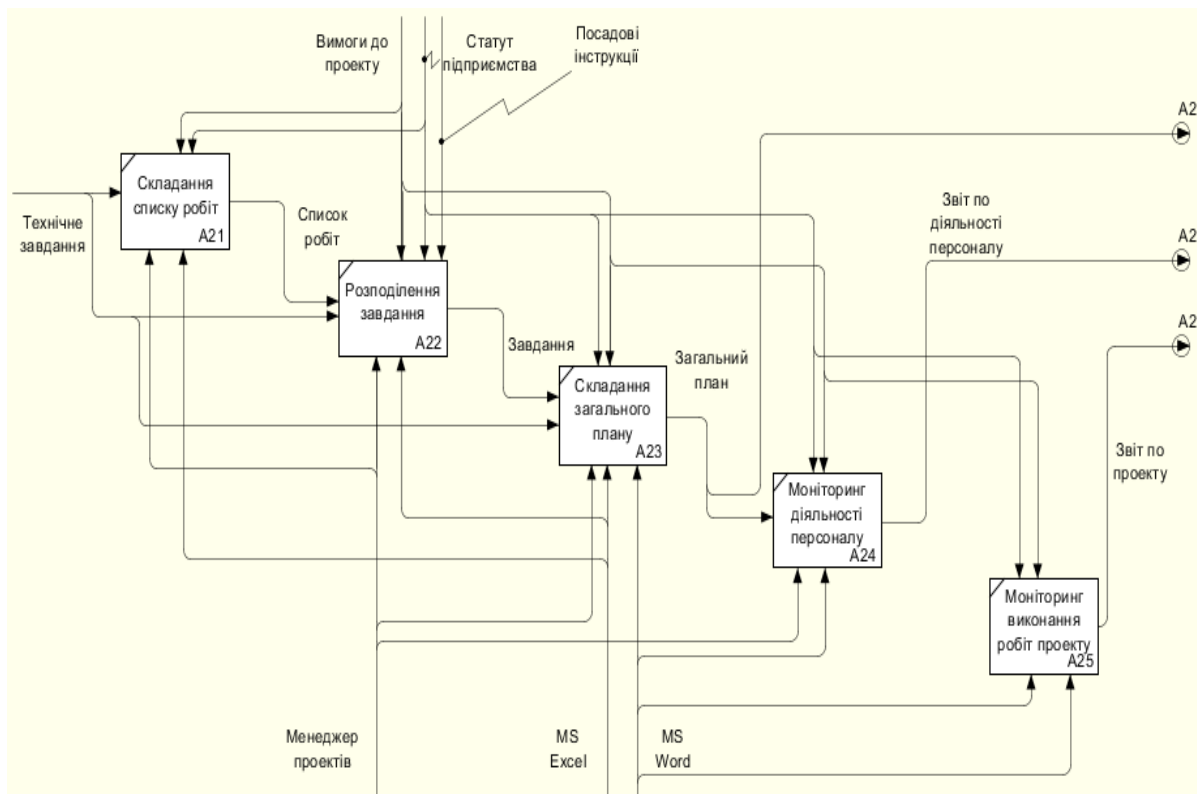 Вимоги до
проекту
Статут
підприємства
Посадові
інструкції
A2
Складання
списку робіт
A21
Технічне
завдання
Список
робіт
Звіт по
діяльності
персоналу
A2
Розподілення
завдання
A22
A2
Завдання
Загальний
план
Складання
загального
плану
A23
Звіт по
проекту
Моніторинг
діяльності
персоналу
A24
Моніторинг
виконання
робіт проекту
A25
Менеджер
проектів
MS
Excel
MS
Word